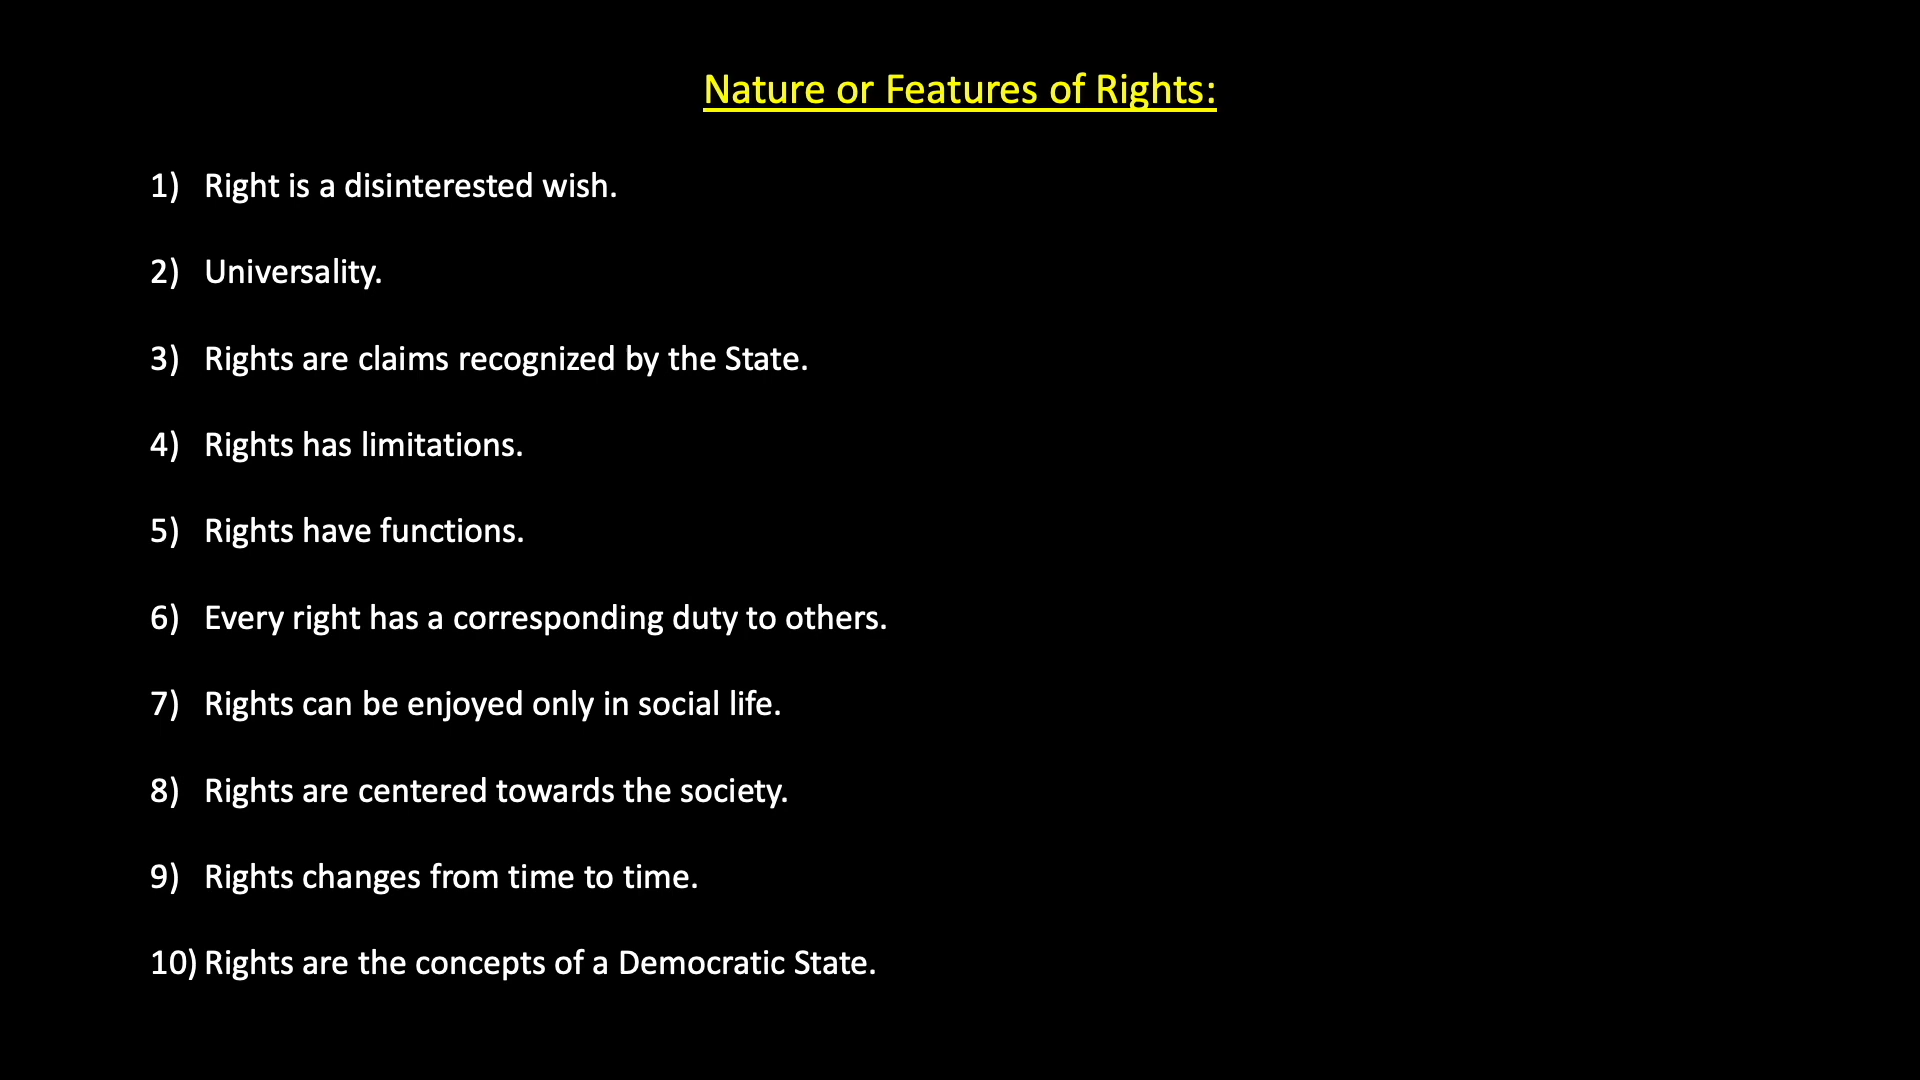 Nature or Features of Rights:
1) Right is a disinterested wish.
2) Universality.
3) Rights are claims recognized by the State.
4) Rights has limitations.
5) Rights have functions.
6) Every right has a corresponding duty to others.
7) Rights can be enjoyed only in social life.
8) Rights are centered towards the society.
9) Rights changes from time to time.
10) Rights are the concepts of a Democratic State.